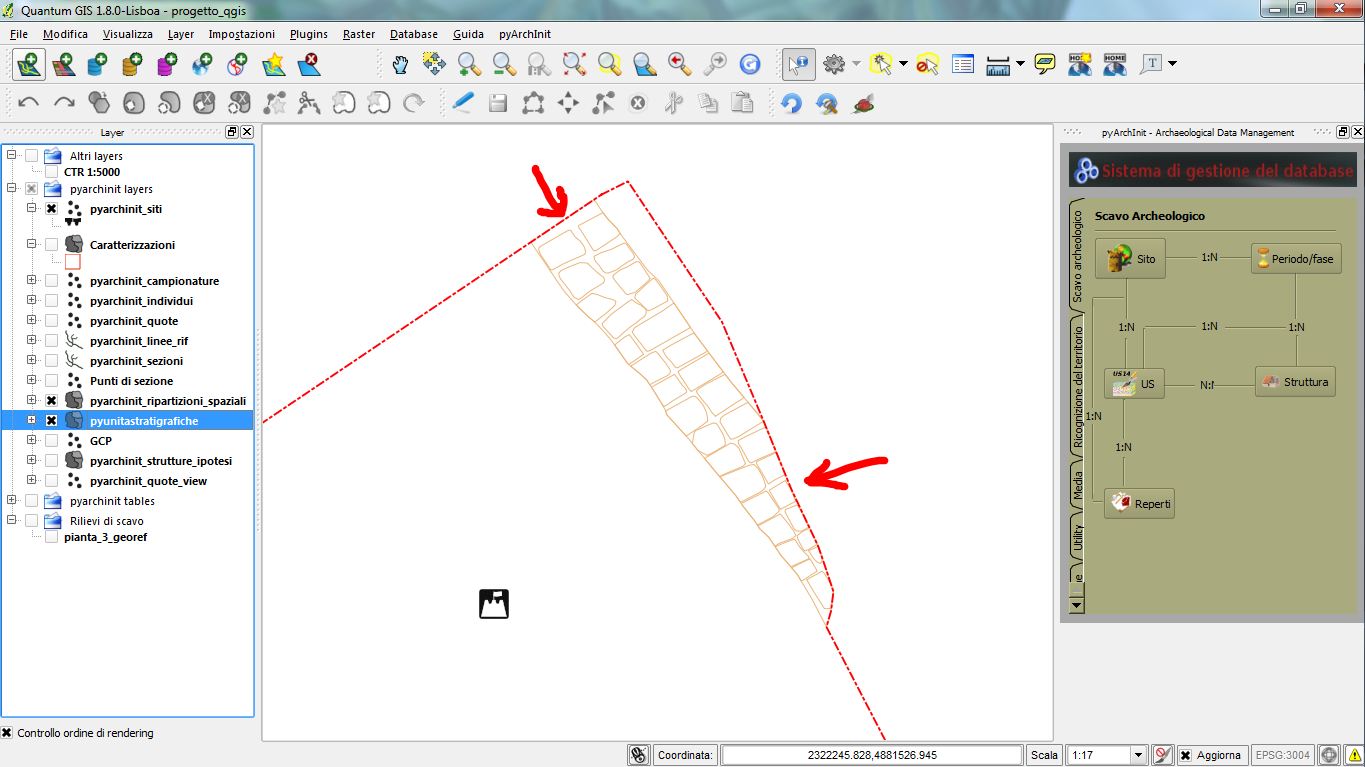 Quantum GIS 1.8.0-Lisboa - progetto_qgis
File Modifica Visualizza Layer Impostazioni Plugins Raster Database Guida pyArchInit
HOME
T
Layer
Altri layers
CTR 1:5000
pyarchinit layers
pyarchinit_siti
Caratterizzazioni
pyarchinit_campionature
pyarchinit_individui
pyarchinit_quote
pyarchinit_linee_rif
pyarchinit_sezioni
Punti di sezione
pyarchinit_ripartizioni_spaziali
pyunitastratigrafiche
GCP
pyarchinit_strutture_ipotesi
pyarchinit_quote_view
pyarchinit tables
Rilievi di scavo
pianta_3_georef
Controllo ordine di rendering
pyArchInit - Archaeological Data Management
Sistema di gestione del database
Scavo archeologico
Ricognizione del territorio
Media
Utility
Scavo Archeologico
Sito
1:N
Periodo/fase
1:N
1:N
1:N
US14
US
N:
Struttura
1:N
1:N
Reperti
Coordinata: 2322245.828,4881526.945 Scala 1:17 Aggiorna EPSG:3004